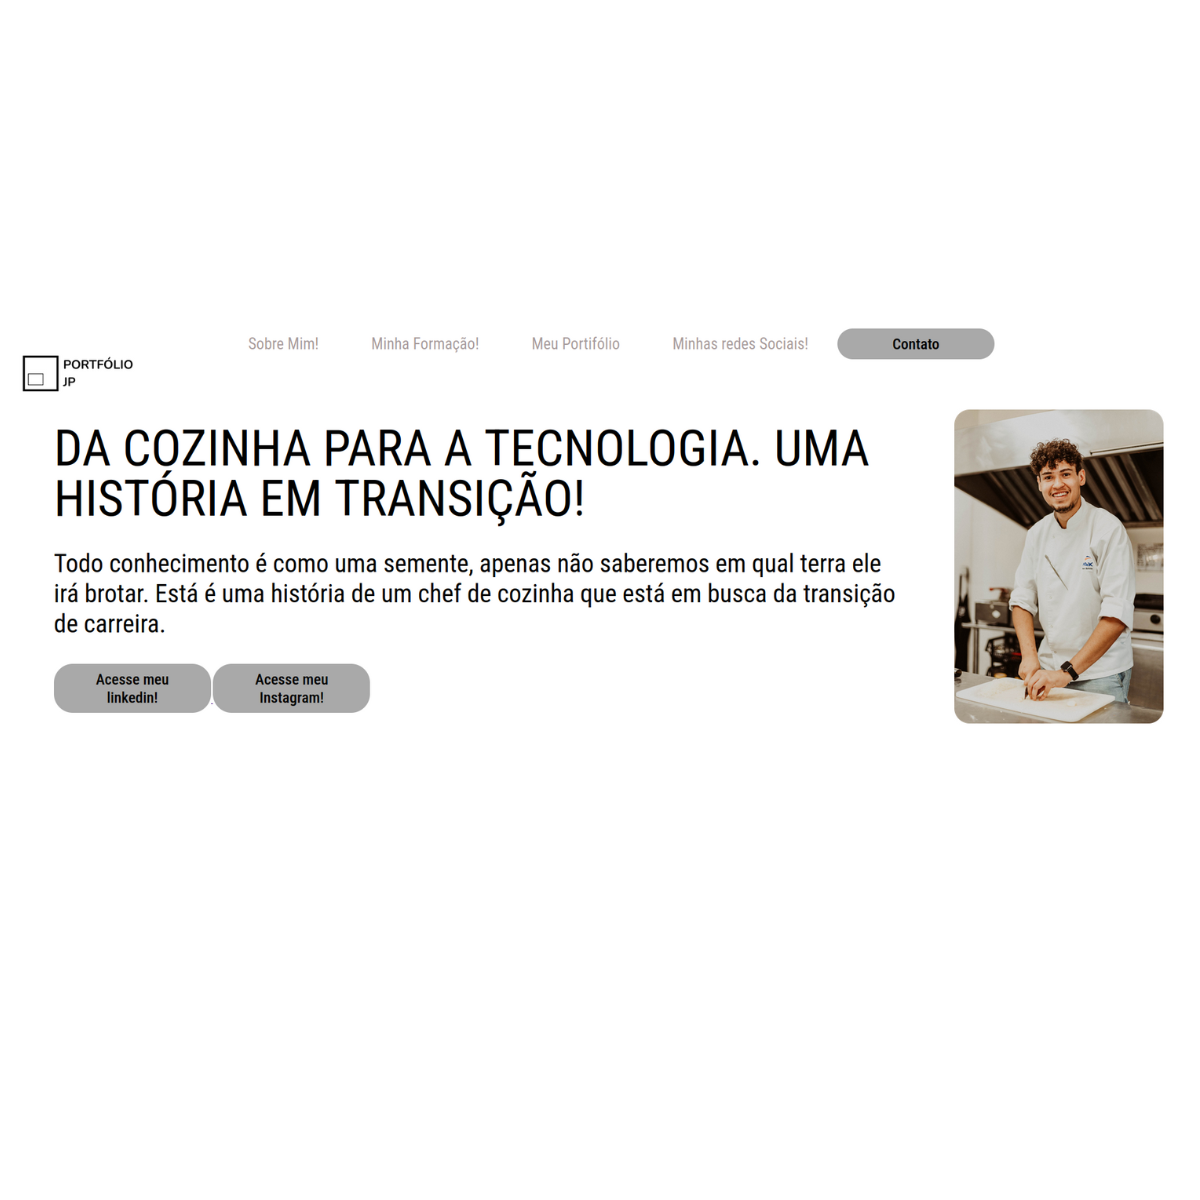 Sobre Mim!
Minha Formação!
Meu Portifólio
Minhas redes Sociais!
Contato
PORTFÓLIO
JP
DA COZINHA PARA A TECNOLOGIA. UMA
HISTÓRIA EM TRANSIÇÃO!
Todo conhecimento é como uma semente, apenas não saberemos em qual terra ele
irá brotar. Está é uma história de um chef de cozinha que está em busca da transição
de carreira.
Acesse meu
linkedin!
Acesse meu
Instagram!